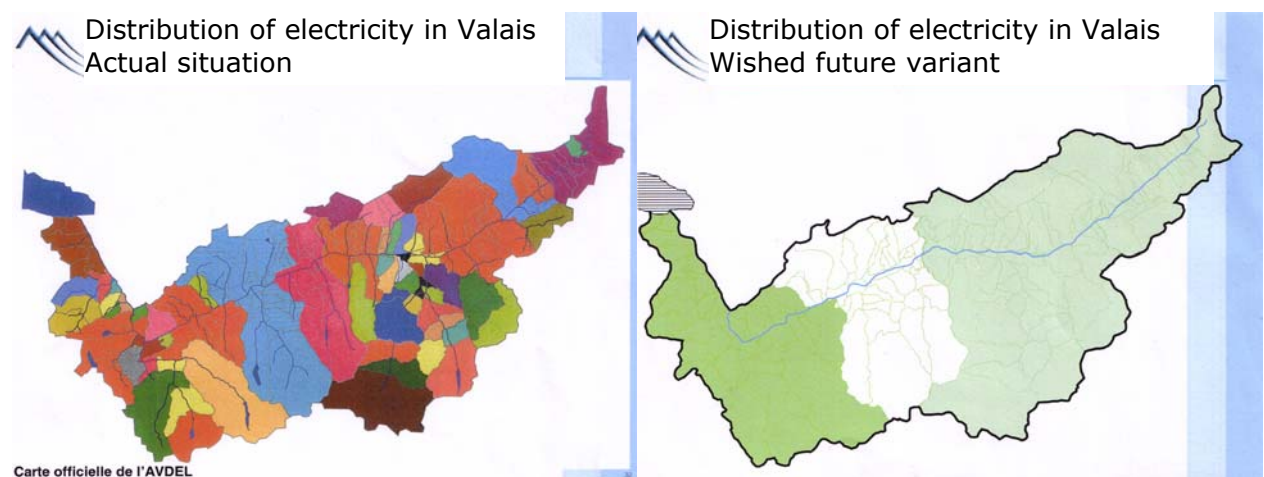 Distribution of electricity in Valais
Actual situation
Distribution of electricity in Valais
Wished future variant
Carte officielle de l'AVDEL